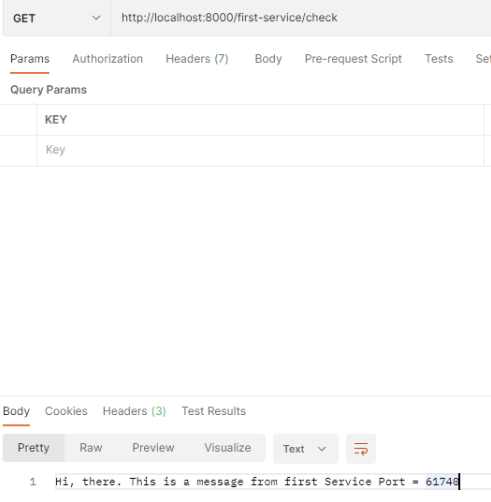 GET http://localhost:8000/first-service/check
Params Authorization Headers (7) Body Pre-request Script Tests Set
Query Params
KEY
Key
Body Cookies Headers (3) Test Results
Pretty Raw Preview Visualize Text
1 Hi, there. This is a message from first Service Port = 61740